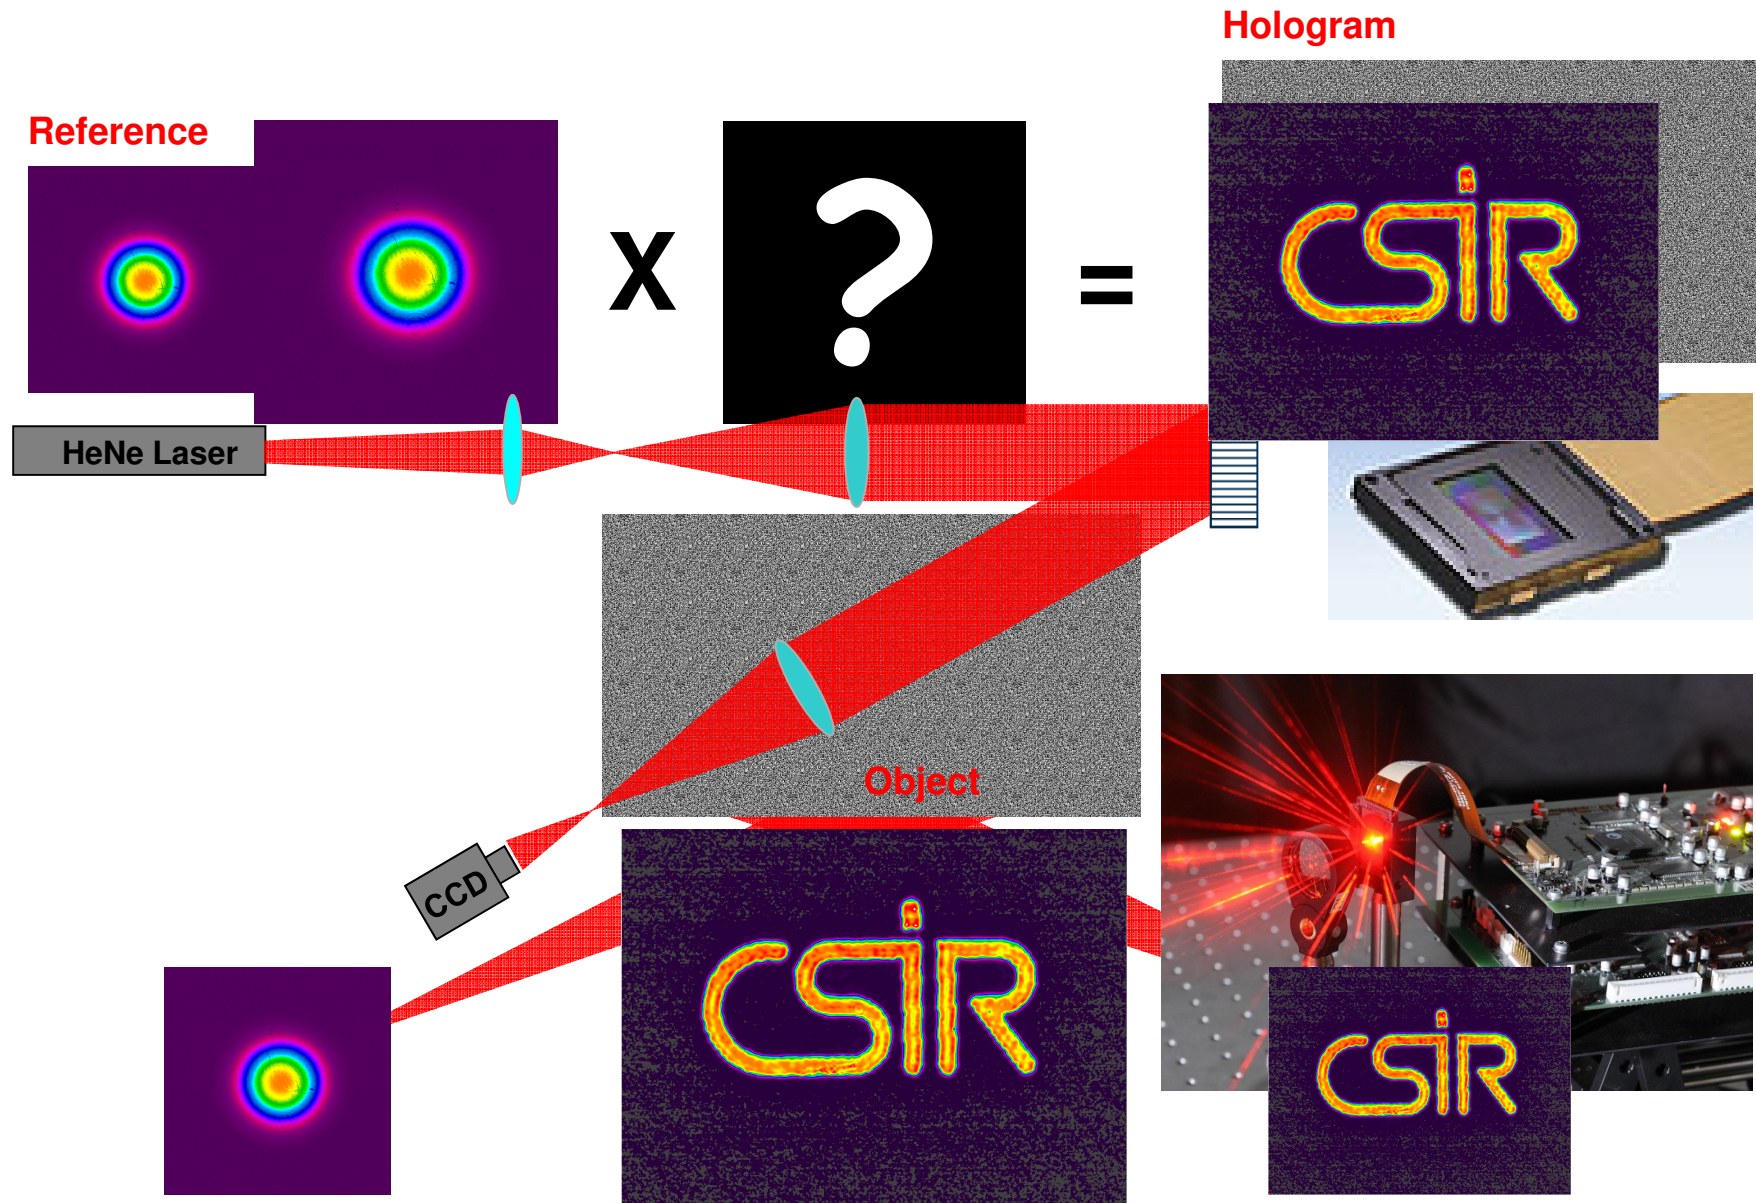 Hologram
Reference
X
?
=
CSIR
HeNe Laser
Object
CCD
CSIR
CSIR